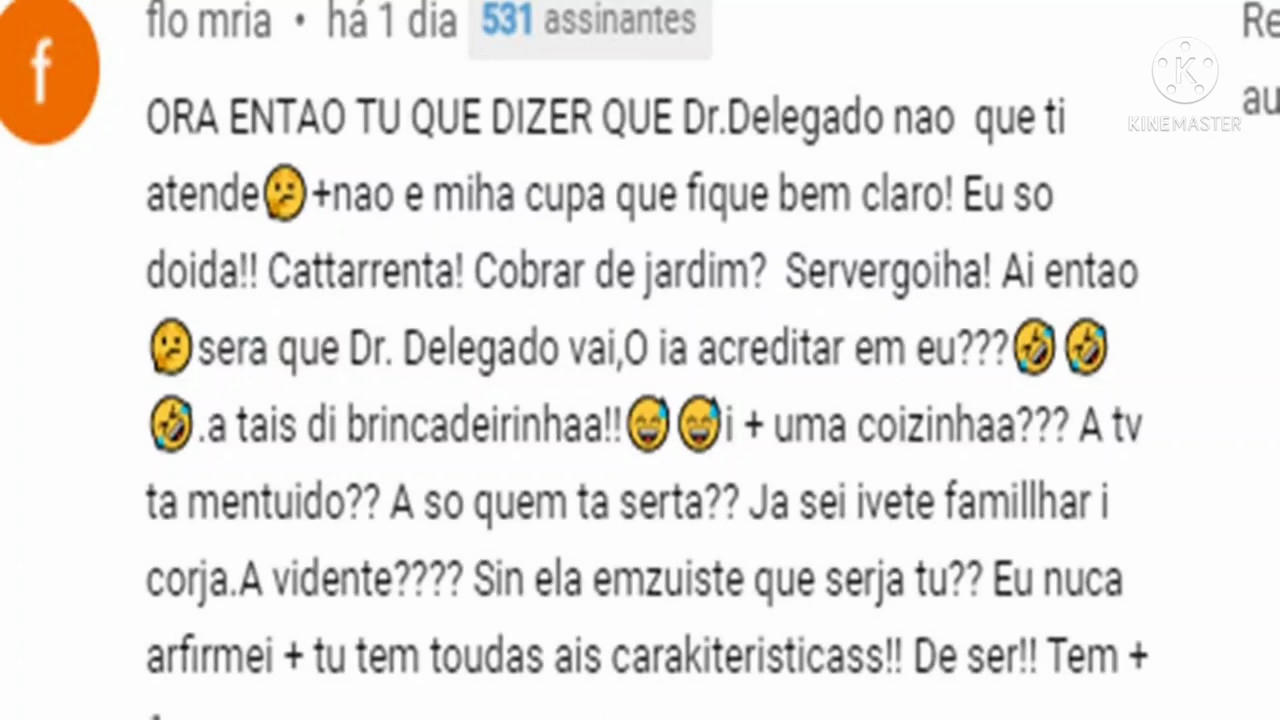 f
flo mria • há 1 dia 531 assinantes
Re
KINEMASTER
au
ORA ENTAO TU QUE DIZER QUE Dr.Delegado nao que ti
atende🫤+nao e miha cupa que fique bem claro! Eu so
doida!! Cattarrenta! Cobrar de jardim? Servergoiha! Ai entao
🫤sera que Dr. Delegado vai,O ia acreditar em eu???🤣🤣
🤣.a tais di brincadeirinhaa!!😅😅i + uma coizinhaa??? A tv
ta mentuido?? A so quem ta serta?? Ja sei ivete famillhar i
corja.A vidente???? Sin ela emzuiste que serja tu?? Eu nuca
arfirmei + tu tem toudas ais carakiteristicass!! De ser!! Tem +